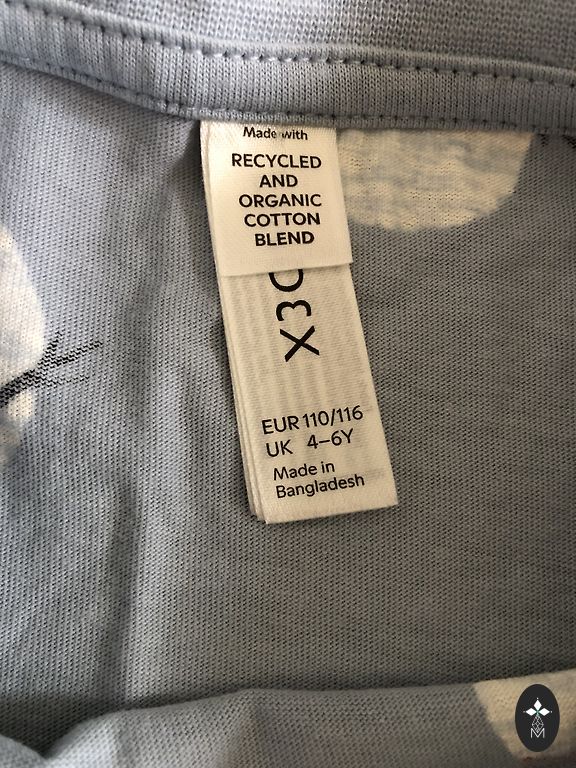 Made with
RECYCLED
AND
ORGANIC
COTTON
BLEND
EUR 110/116
UK 4–6Y
Made in
Bangladesh
M